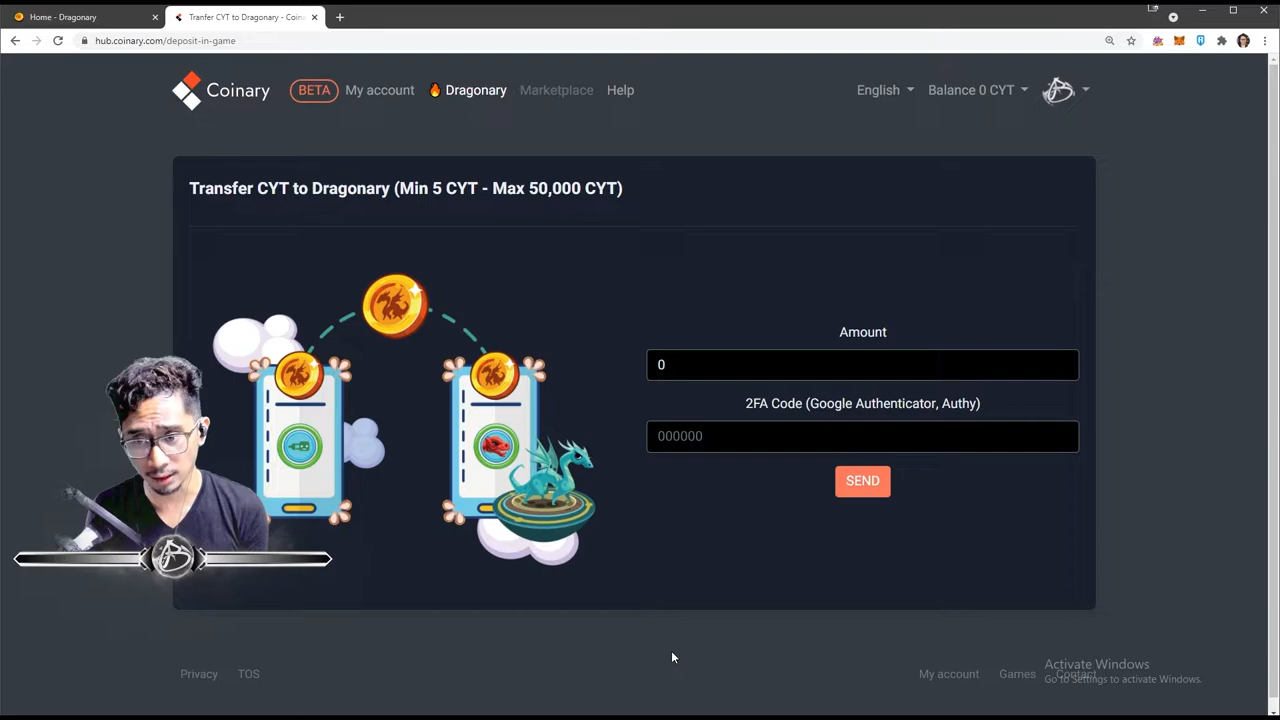 Home - Dragonary
Tranfer CYT to Dragonary - Coin
hub.coinary.com/deposit-in-game
Coinary
BETA
My account
Dragonary
Marketplace
Help
English
Balance 0 CYT
Transfer CYT to Dragonary (Min 5 CYT - Max 50,000 CYT)
Amount
0
2FA Code (Google Authenticator, Authy)
000000
SEND
Privacy
TOS
My account
Games
Contact
Activate Windows
Go to Settings to activate Windows.